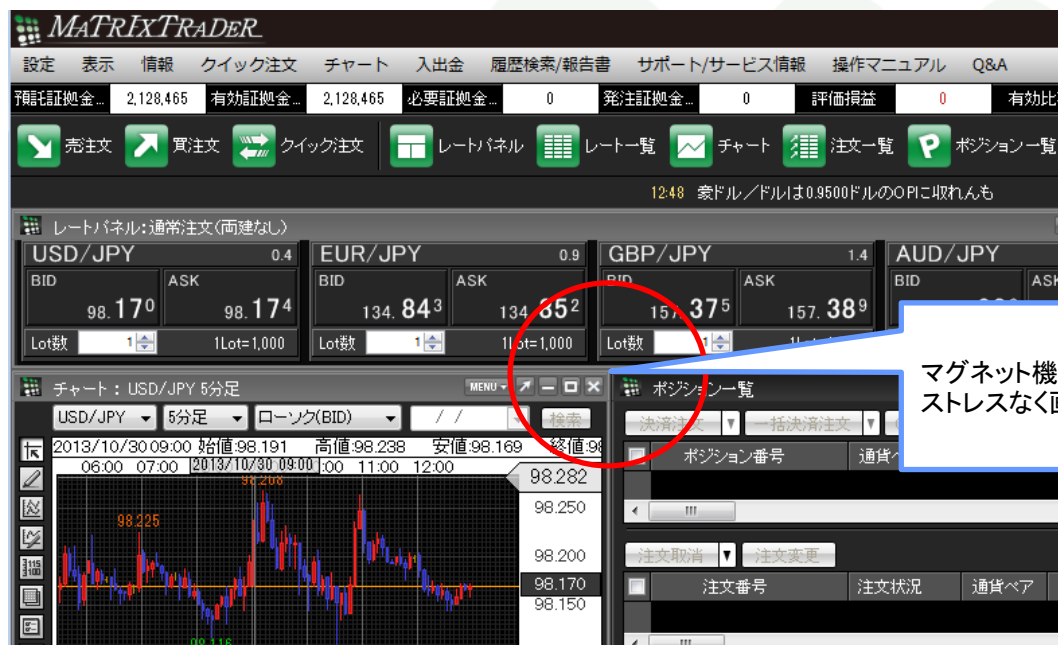 MATRIXTRADER
設定 表示 情報 クイック注文 チャート 入出金 履歴検索/報告書 サポート/サービス情報 操作マニュアル Q&A
預託証拠金... 2,128,465 有効証拠金... 2,128,465 必要証拠金... 0 発注証拠金... 0 評価損益 0 有効比
売注文 買注文 クイック注文 レートパネル レート一覧 チャート 注文一覧 ポジション一覧
12:48 豪ドル/ドルは0.9500ドルのOPに収れんも
レートパネル:通常注文(両建なし)
USD/JPY 0.4 EUR/JPY 0.9 GBP/JPY 1.4 AUD/JPY
BID ASK BID ASK BID ASK BID ASK
98.170 98.174 134.843 134.852 157.375 157.389
Lot数 1 1Lot=1,000 Lot数 1 1Lot=1,000 Lot数 1
マグネット機
ストレスなく
チャート : USD/JPY 5分足 MENU ポジション一覧
USD/JPY 5分足 ローソク(BID) / / 検索 決済注文 一括決済注文
2013/10/30 09:00 始値:98.191 高値:98.238 安値:98.169 終値:98
ポジション番号 通貨
06:00 07:00 2013/10/30 09:00 :00 11:00 12:00
98.282
98.268
98.250
98.225
98.200
注文取消 注文変更
98.170
注文番号 注文状況 通貨ペア
98.150
98.116